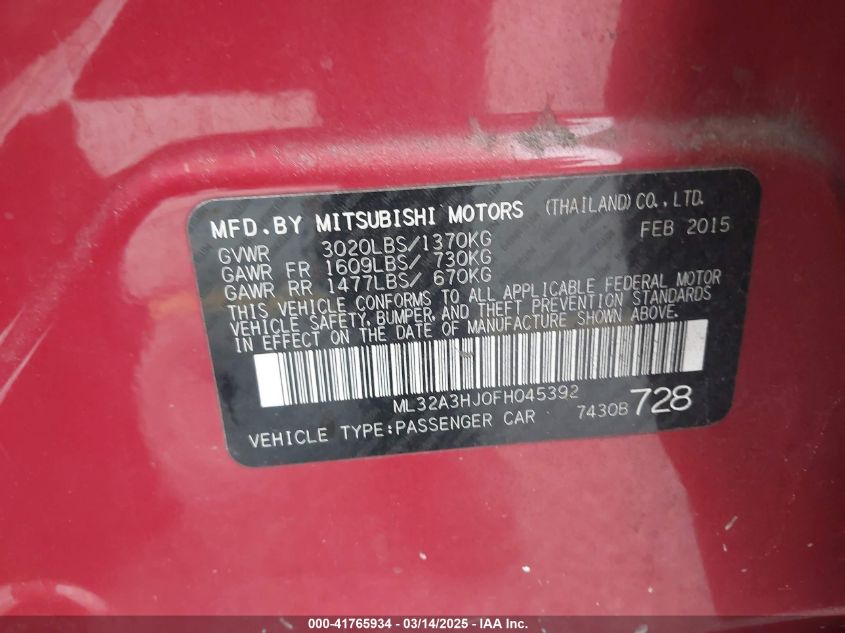 MFD.BY MITSUBISHI MOTORS (THAILAND) CO.,LTD.
FEB 2015
GVWR 3020LBS/1370KG
GAWR FR 1609LBS/ 730KG
GAWR RR 1477LBS/ 670KG
THIS VEHICLE CONFORMS TO ALL APPLICABLE FEDERAL MOTOR
VEHICLE SAFETY, BUMPER, AND THEFT PREVENTION STANDARDS
IN EFFECT ON THE DATE OF MANUFACTURE SHOWN ABOVE.
ML32A3HJ0FH045392
7430B 728
VEHICLE TYPE:PASSENGER CAR
000-41765934 / 03/14/2025 / IAA Inc.